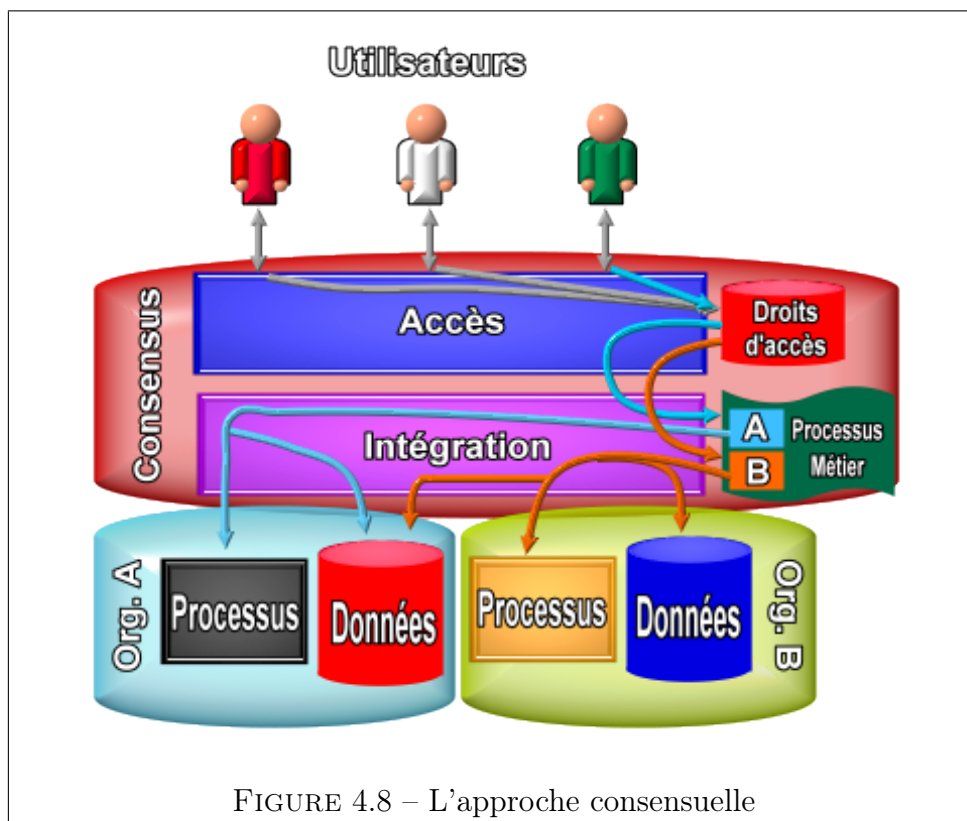 Utilisateurs
Consensus
Accès
Droits
d'accès
Intégration
A
B
Processus
Métier
Org. A
Processus
Données
Processus
Données
Org. B
FIGURE 4.8 – L'approche consensuelle